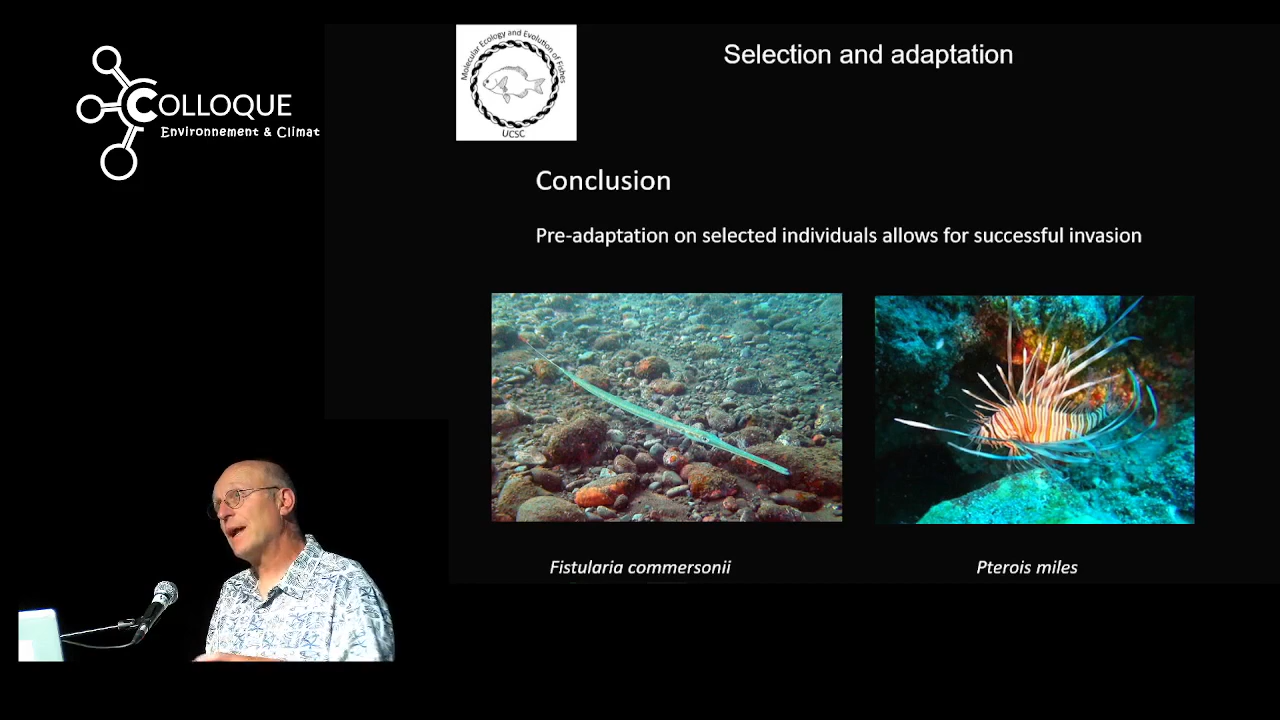 COLLOQUE
Environnement & Climat
Molecular Ecology and Evolution of Fishes
UCSC
Selection and adaptation
Conclusion
Pre-adaptation on selected individuals allows for successful invasion
Fistularia commersonii
Pterois miles